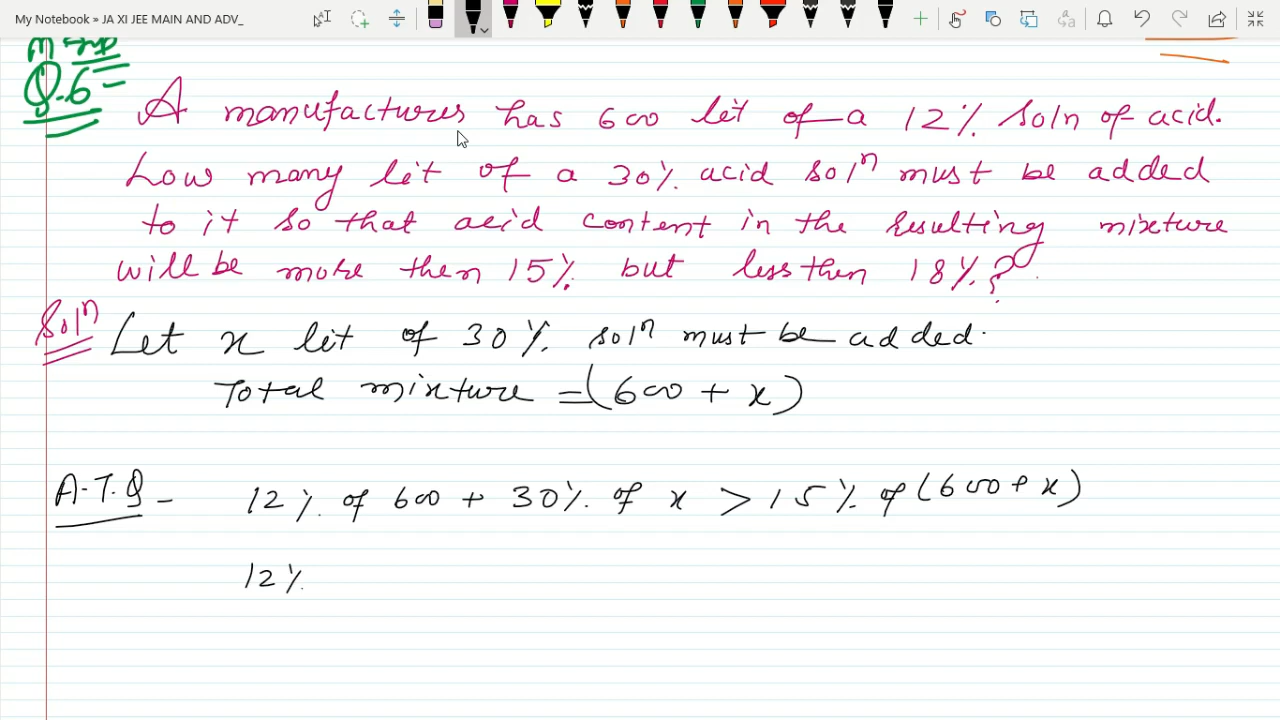 My Notebook » JA XI JEE MAIN AND ADV_
Q.6
A manufactures has 600 lit of a 12% soln of acid.
How many lit of a 30% acid solⁿ must be added
to it so that acid content in the resulting mixture
will be more then 15% but less then 18%?
Solⁿ Let x lit of 30% solⁿ must be added.
Total mixture = (600 + x)
A.T.Q - 12% of 600 + 30% of x > 15% of (600 + x)
12%